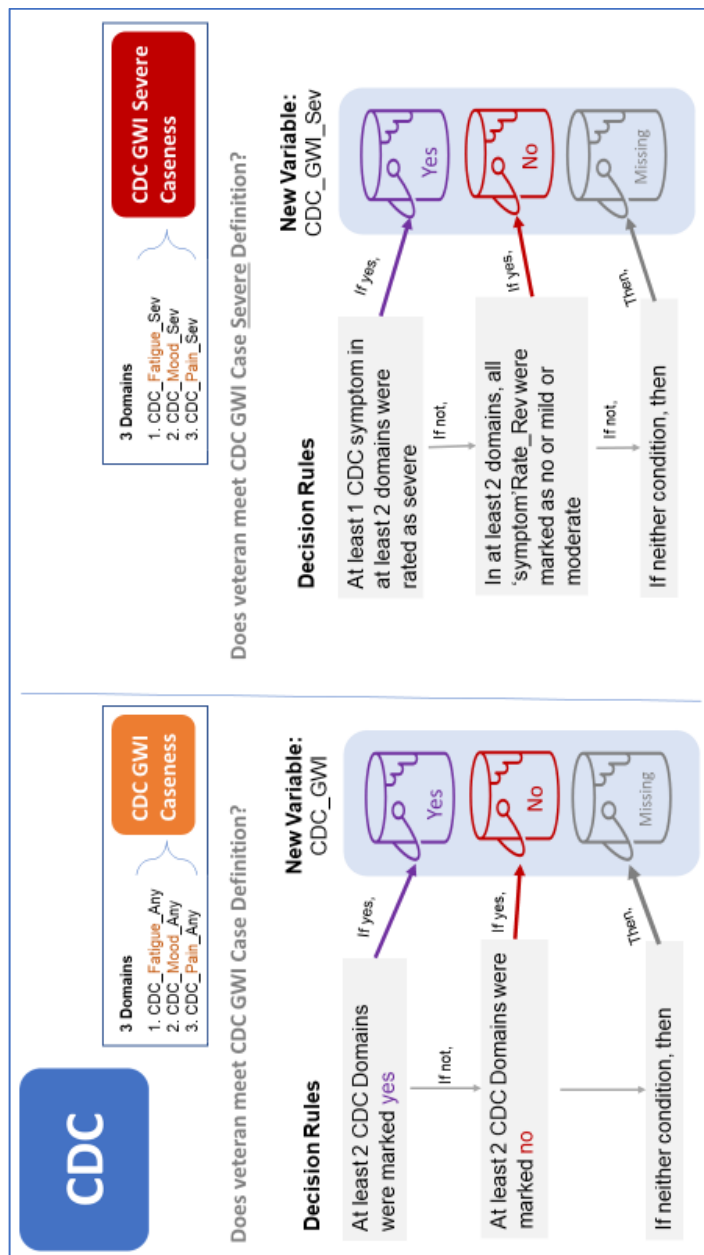 CDC
3 Domains
1. CDC_Fatigue_Any
2. CDC_Mood_Any
3. CDC_Pain_Any
CDC GWI
Caseness
Does veteran meet CDC GWI Case Definition?
Decision Rules
New Variable:
CDC_GWI
At least 2 CDC Domains
were marked yes
If yes,
Yes
If not,
At least 2 CDC Domains were
marked no
If yes,
No
If neither condition, then
Then,
Missing
3 Domains
1. CDC_Fatigue_Sev
2. CDC_Mood_Sev
3. CDC_Pain_Sev
CDC GWI Severe
Caseness
Does veteran meet CDC GWI Case Severe Definition?
Decision Rules
New Variable:
CDC_GWI_Sev
At least 1 CDC symptom in
at least 2 domains were
rated as severe
If yes,
Yes
If not,
In at least 2 domains, all
‘symptom’Rate_Rev were
marked as no or mild or
moderate
If yes,
No
If not,
If neither condition, then
Then,
Missing